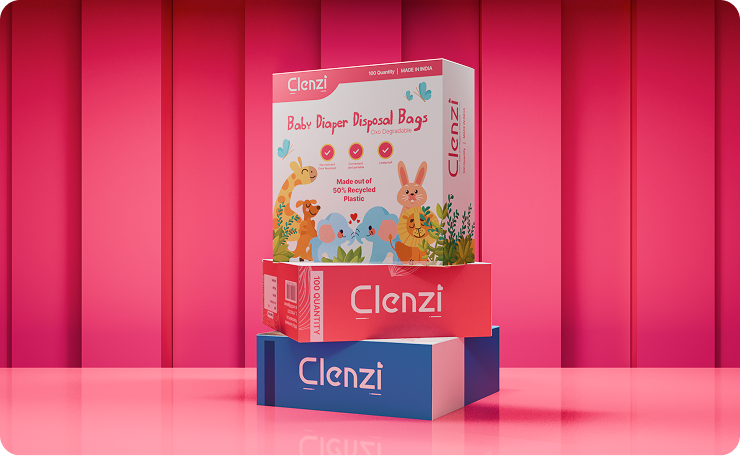 100 Quantity | MADE IN INDIA
Clenzi
Baby Diaper Disposal Bags
Oxo Degradable
Made out of
50% Recycled
Plastic
Clenzi
100 QUANTITY
Clenzi
Clenzi